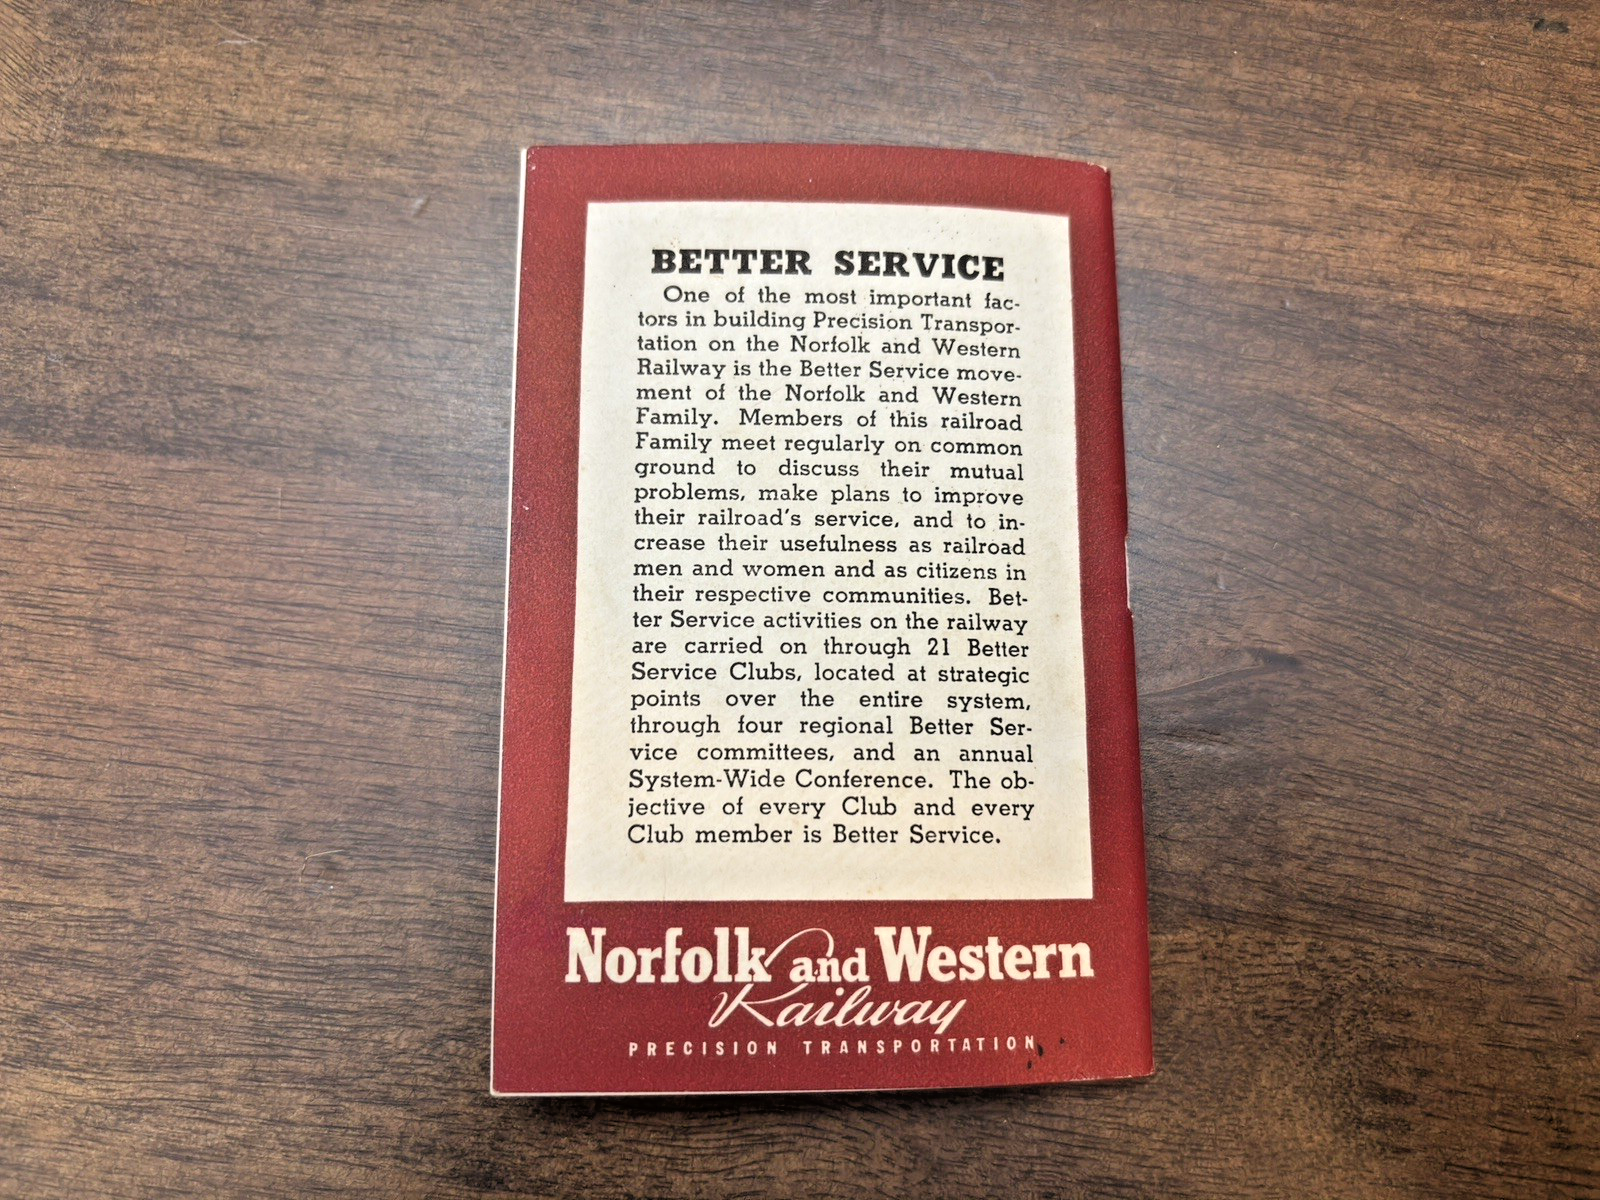 BETTER SERVICE
One of the most important fac-
tors in building Precision Transpor-
tation on the Norfolk and Western
Railway is the Better Service move-
ment of the Norfolk and Western
Family. Members of this railroad
Family meet regularly on common
ground to discuss their mutual
problems, make plans to improve
their railroad's service, and to in-
crease their usefulness as railroad
men and women and as citizens in
their respective communities. Bet-
ter Service activities on the railway
are carried on through 21 Better
Service Clubs, located at strategic
points over the entire system,
through four regional Better Ser-
vice committees, and an annual
System-Wide Conference. The ob-
jective of every Club and every
Club member is Better Service.
Norfolk and Western
Railway
PRECISION TRANSPORTATION